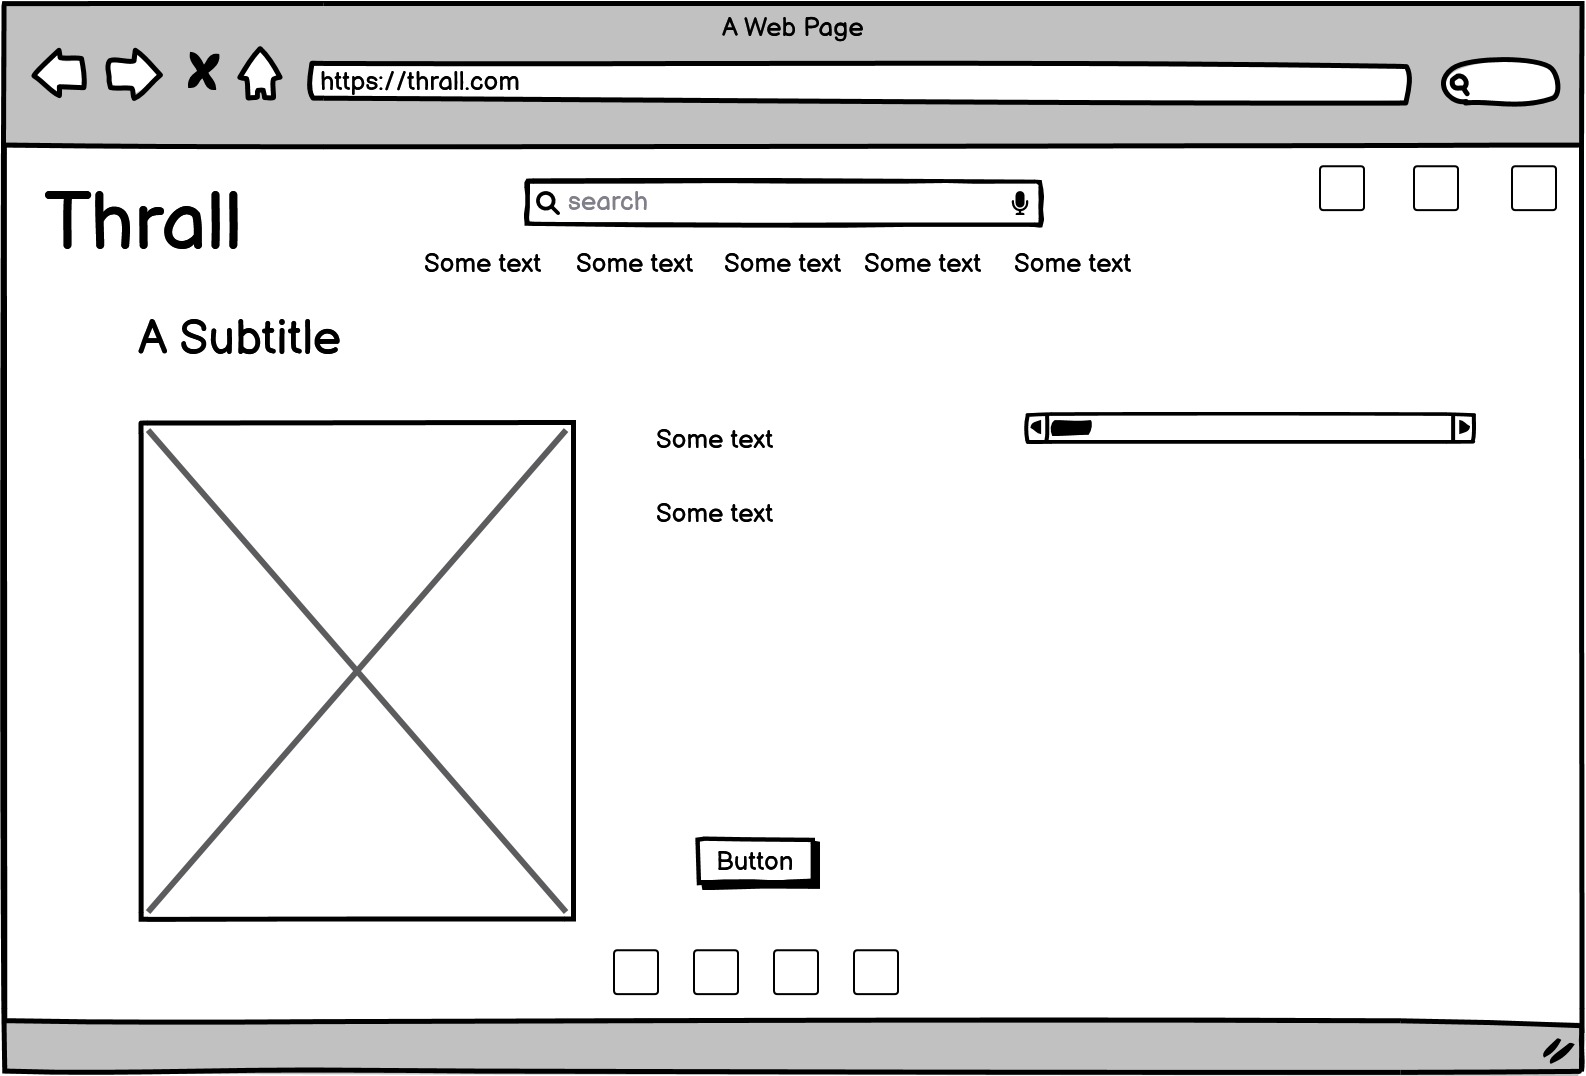 A Web Page
https://thrall.com
Thrall
search
Some text Some text Some text Some text Some text
A Subtitle
Some text
Some text
Button